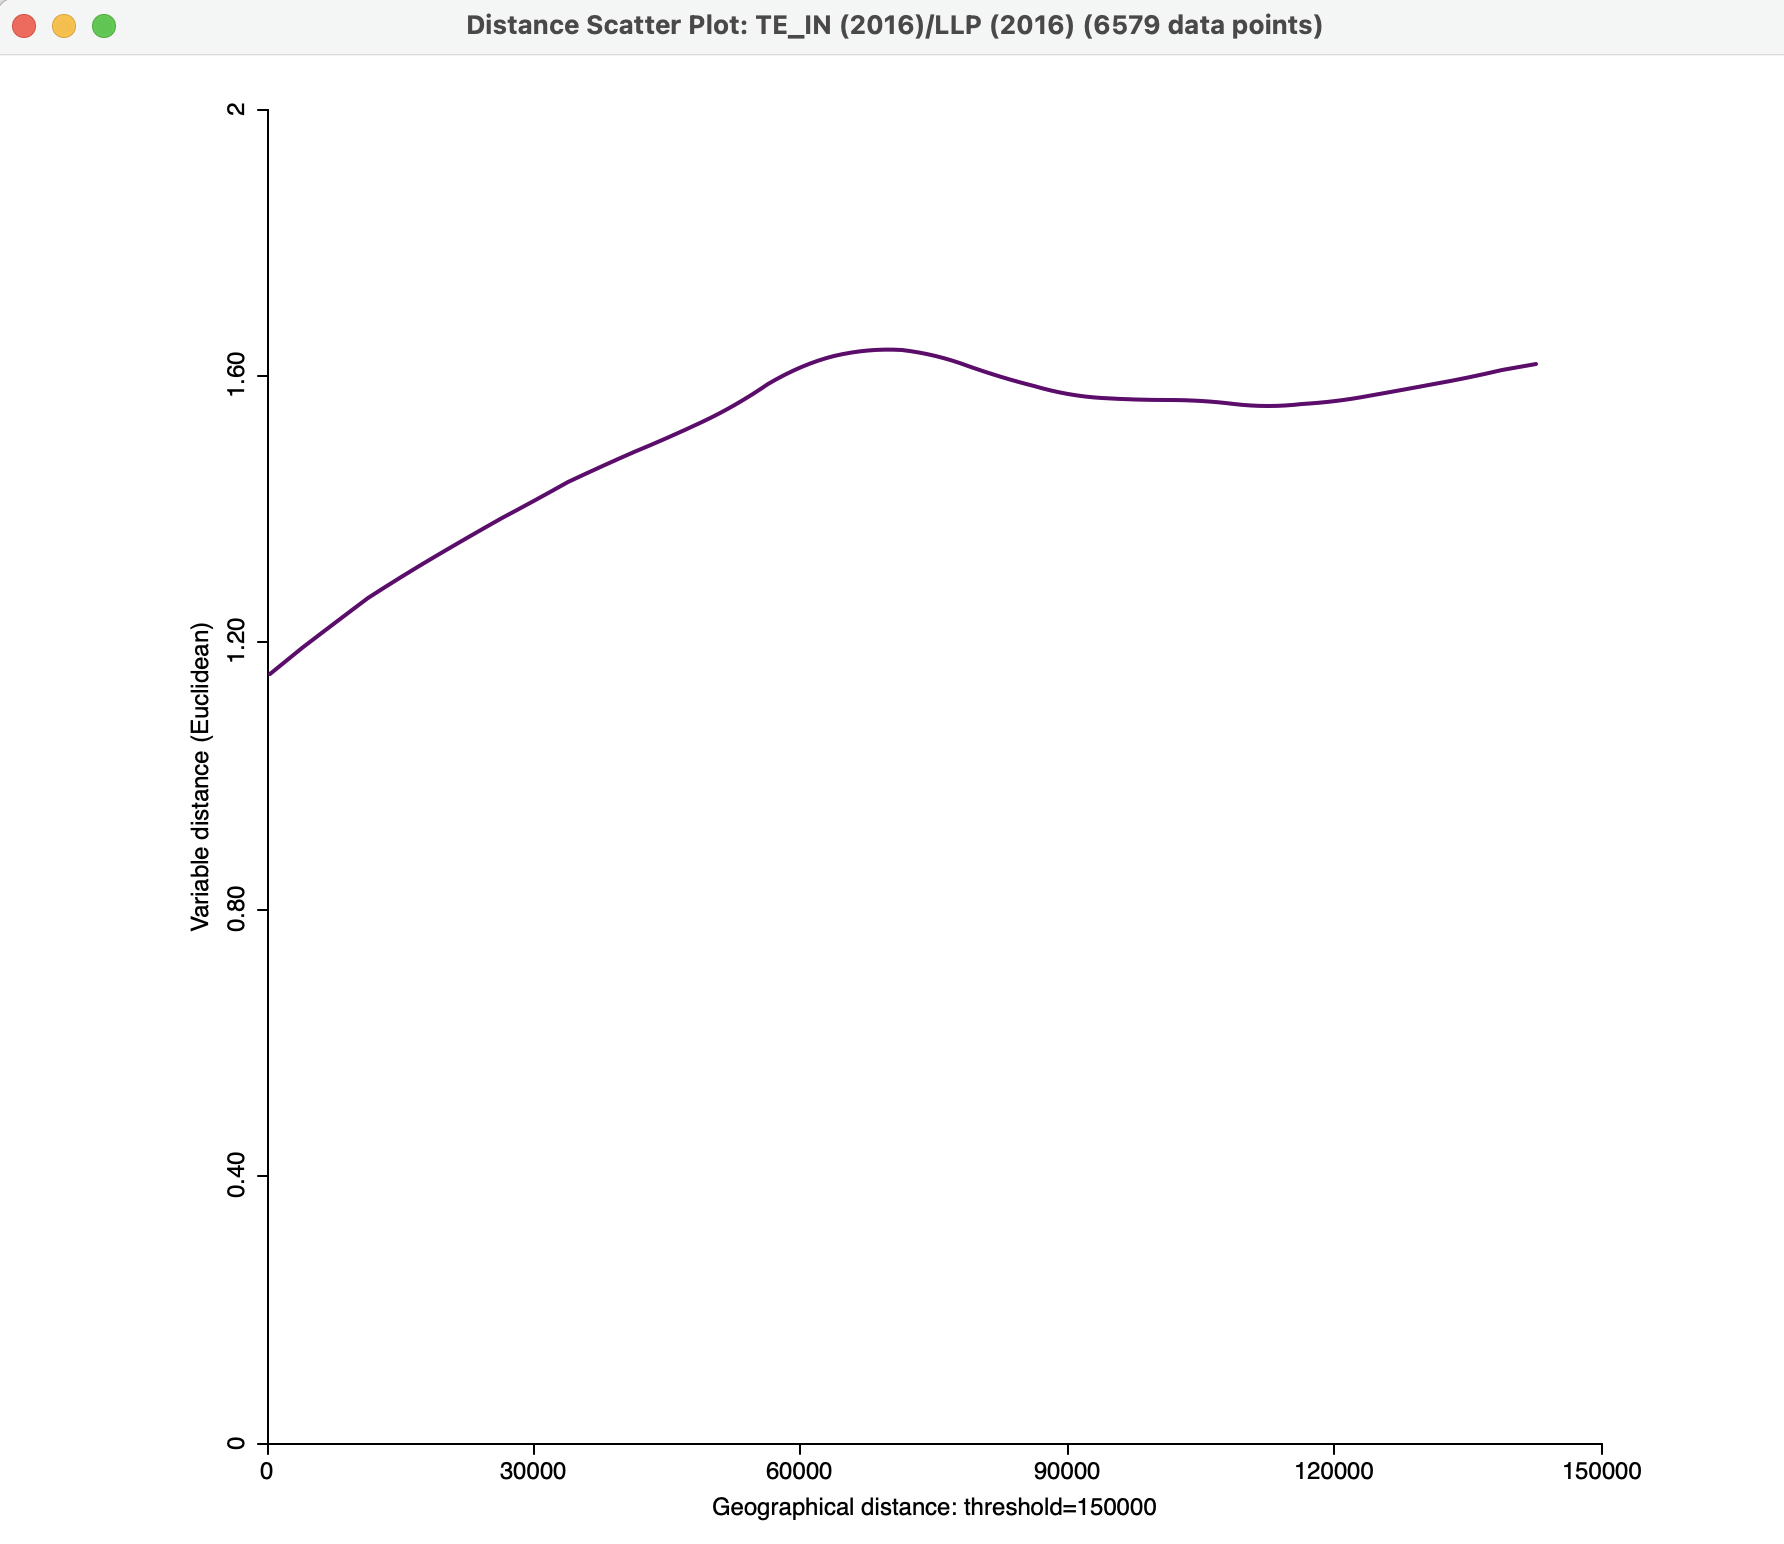 Distance Scatter Plot: TE_IN (2016)/LLP (2016) (6579 data points)
2
1.60
1.20
0.80
0.40
0
Variable distance (Euclidean)
0 30000 60000 90000 120000 150000
Geographical distance: threshold=150000